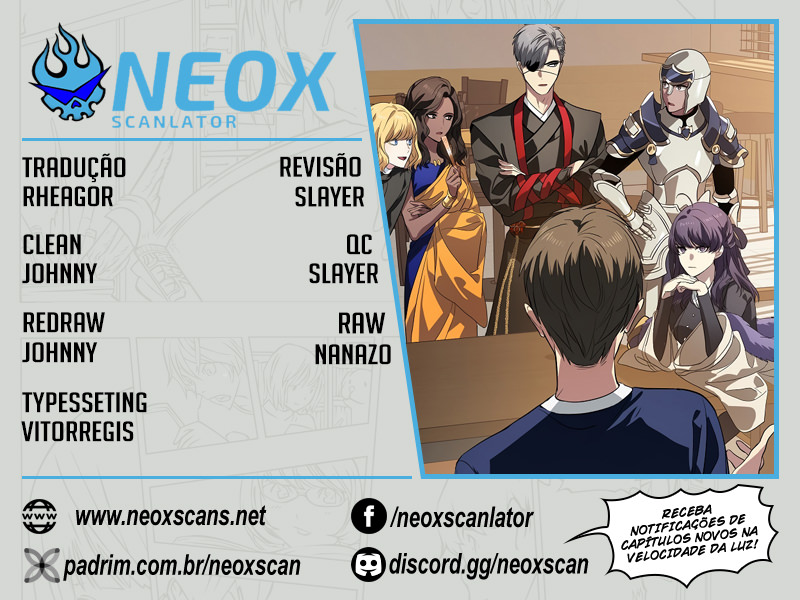 NEOX
SCANLATOR
TRADUÇÃO
RHEAGOR
REVISÃO
SLAYER
CLEAN
JOHNNY
QC
SLAYER
REDRAW
JOHNNY
RAW
NANAZO
TYPESSETING
VITORREGIS
www.neoxscans.net
/neoxscanlator
padrim.com.br/neoxscan
discord.gg/neoxscan
RECEBA
NOTIFICAÇÕES DE
CAPÍTULOS NOVOS NA
VELOCIDADE DA LUZ!